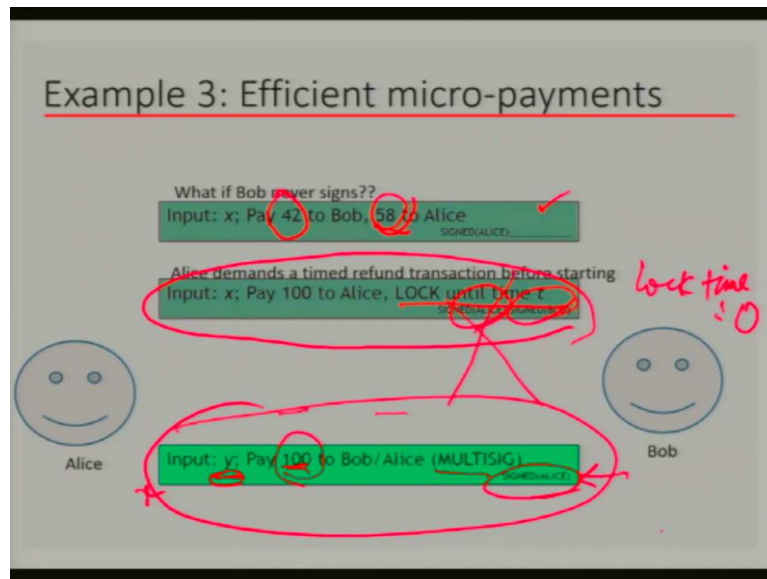 Example 3: Efficient micro-payments
What if Bob never signs??
Input: x; Pay 42 to Bob, 58 to Alice
SIGNED(ALICE)
Alice demands a timed refund transaction before starting
Input: x; Pay 100 to Alice, LOCK until time t
SIGNED(ALICE) SIGNED(BOB)
lock time
: 0
Input: y; Pay 100 to Bob/Alice (MULTISIG)
SIGNED(ALICE)
Alice
Bob